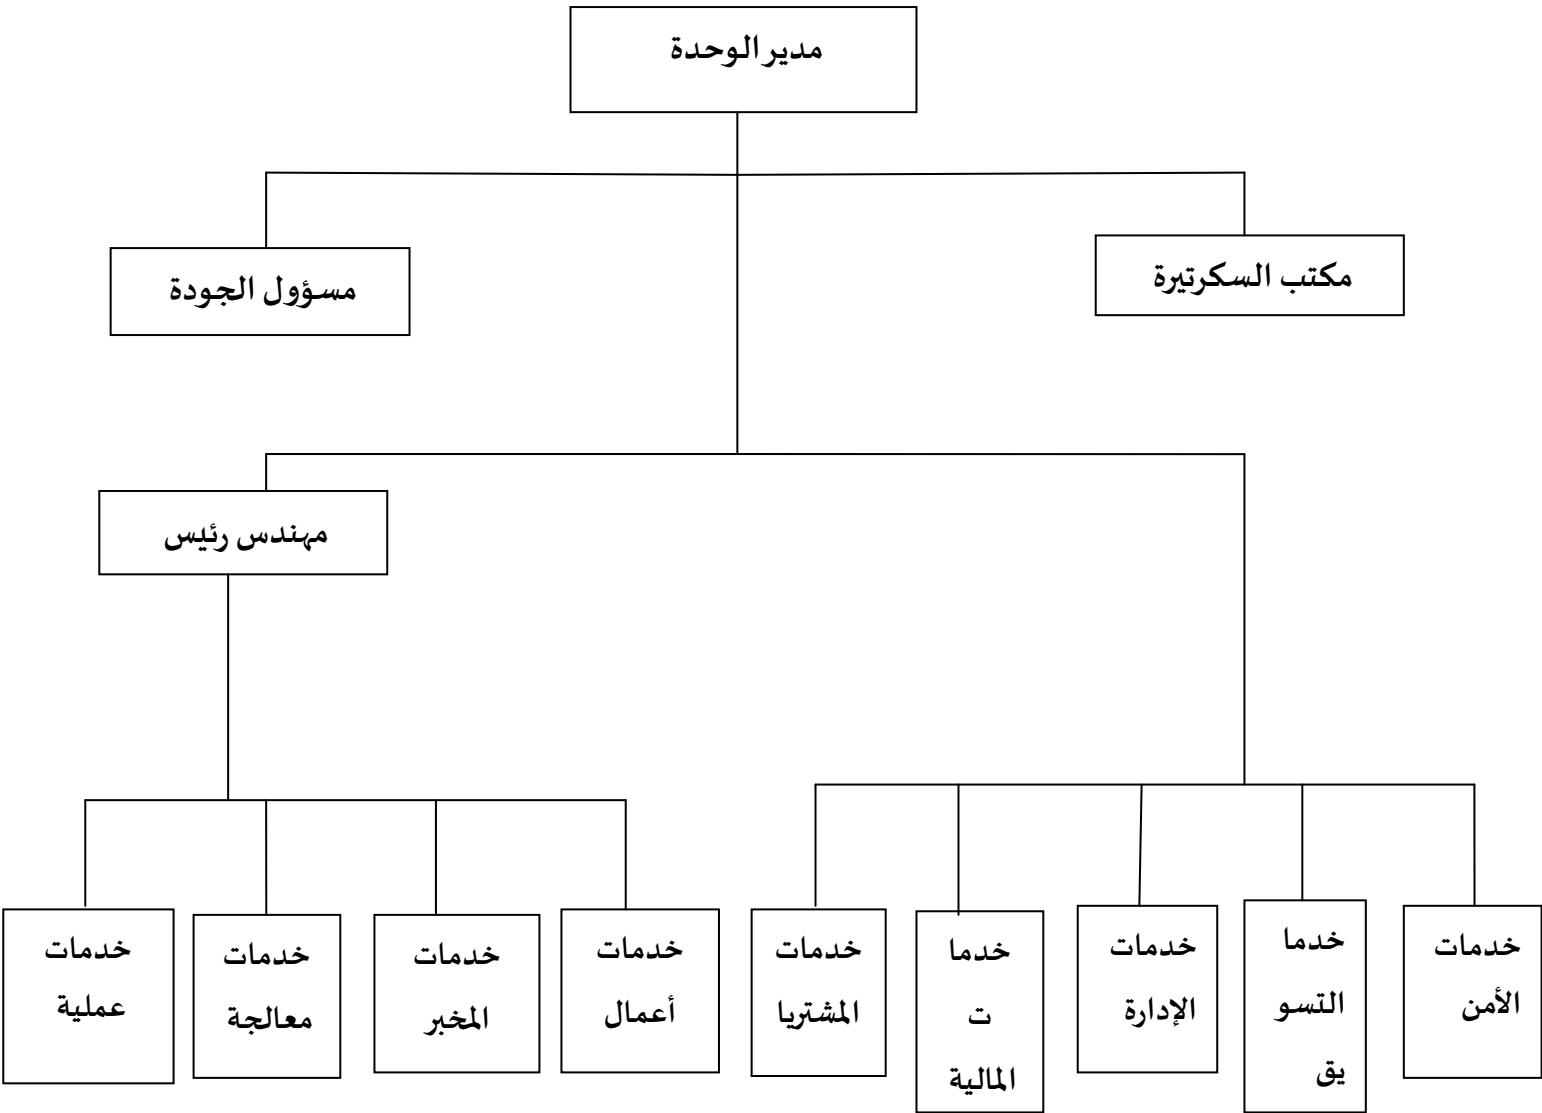 مدير الوحدة
مكتب السكرتيرة
مسؤول الجودة
مهندس رئيس
خدمات
الأمن
خدما
التسو
يق
خدمات
الإدارة
خدما
ت
المالية
خدمات
المشتريا
خدمات
أعمال
خدمات
المخبر
خدمات
معالجة
خدمات
عملية